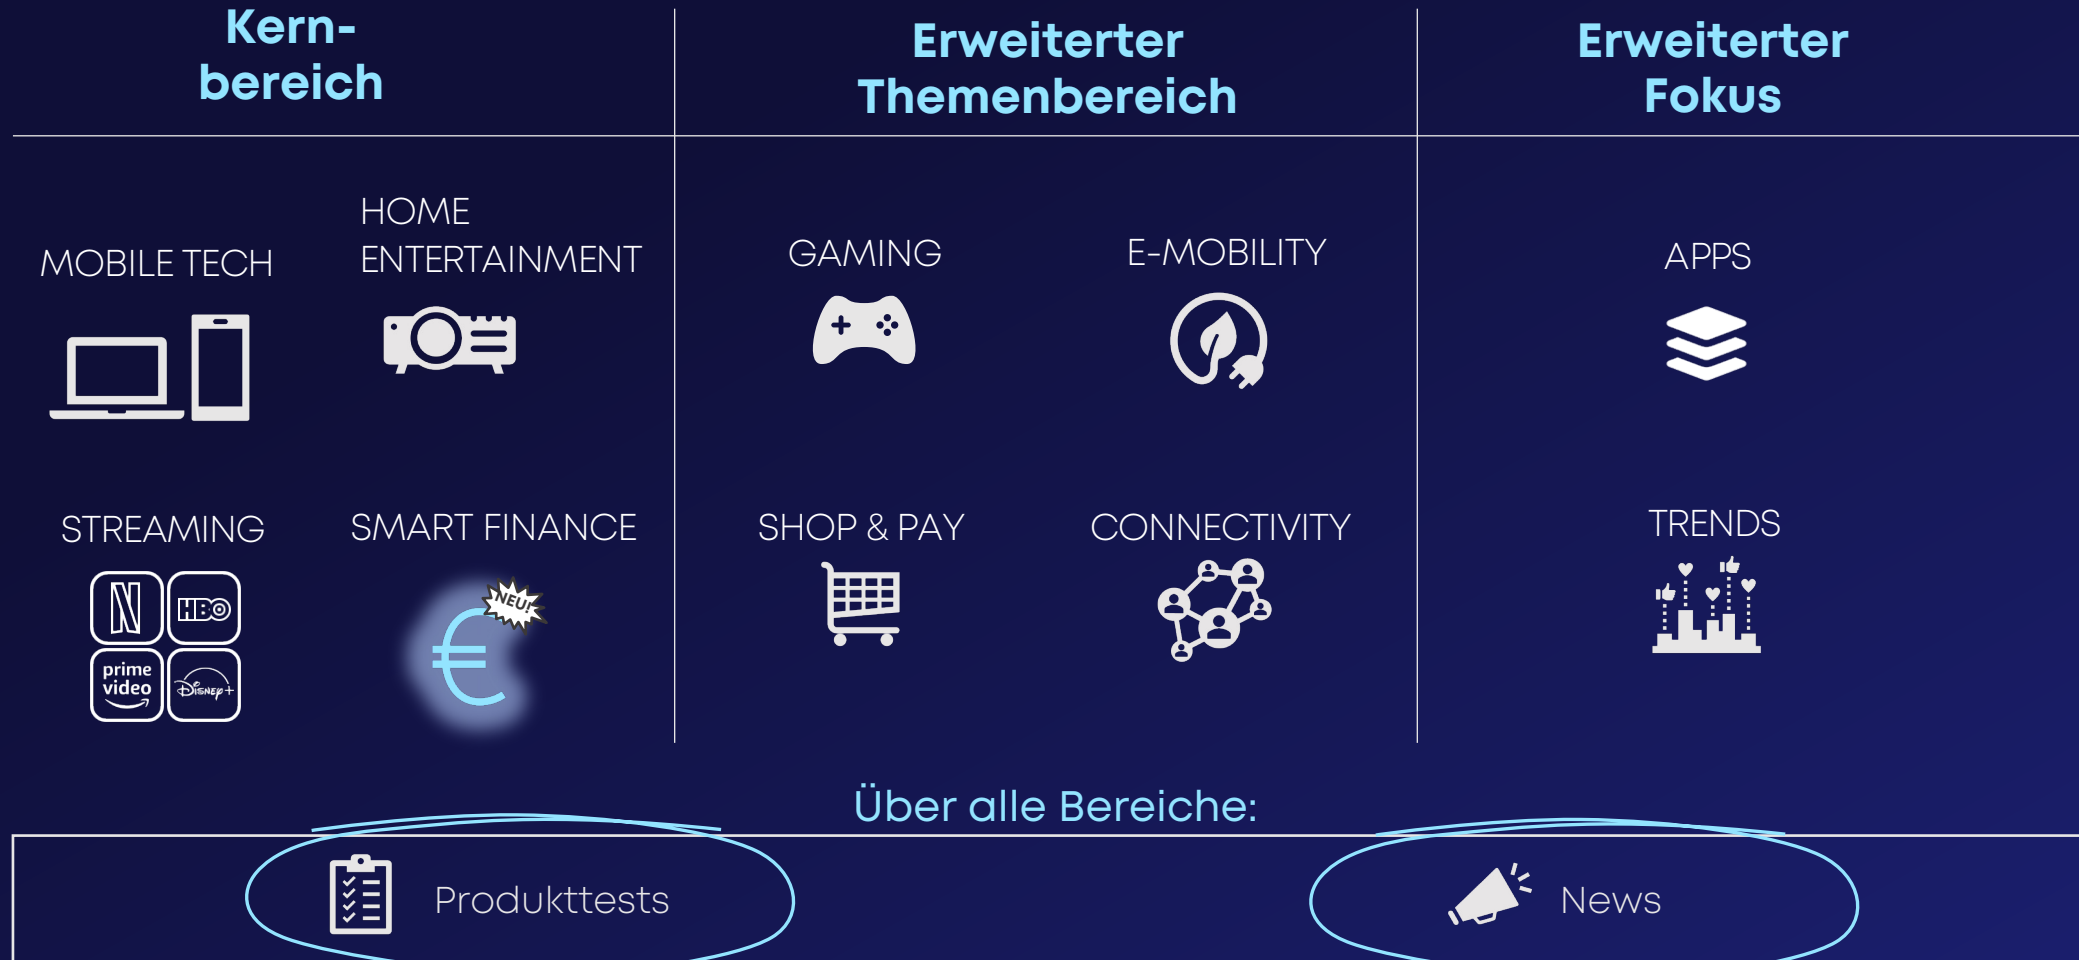 Kern-
bereich
Erweiterter
Themenbereich
Erweiterter
Fokus
MOBILE TECH
HOME
ENTERTAINMENT
STREAMING
N
HBO
prime
video
Disney+
SMART FINANCE
NEU!
€
GAMING
E-MOBILITY
SHOP & PAY
CONNECTIVITY
APPS
TRENDS
Über alle Bereiche:
Produkttests
News